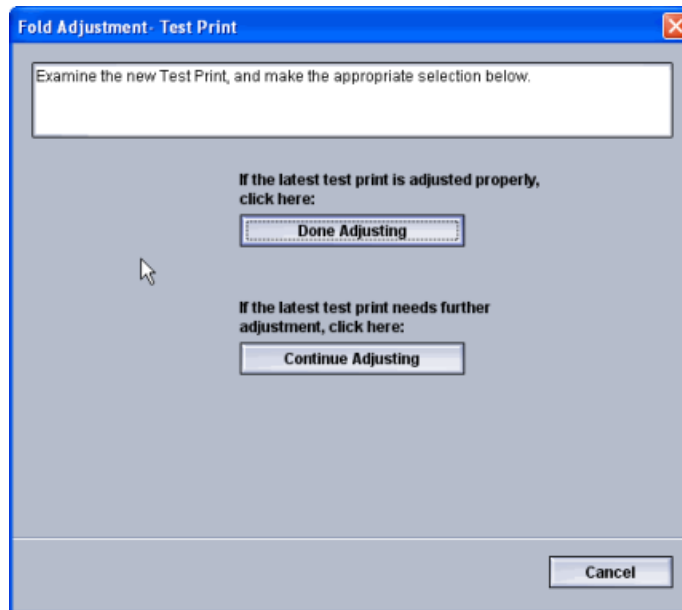 Fold Adjustment- Test Print
Examine the new Test Print, and make the appropriate selection below.
If the latest test print is adjusted properly,
click here:
Done Adjusting
If the latest test print needs further
adjustment, click here:
Continue Adjusting
Cancel